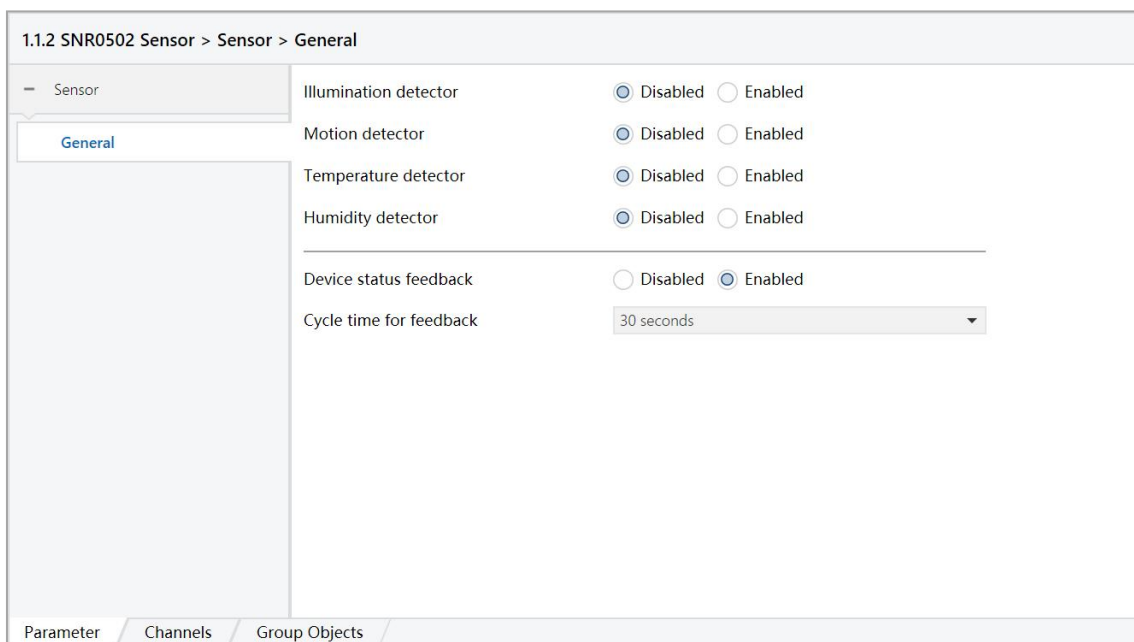 1.1.2 SNR0502 Sensor > Sensor > General
Sensor
General
Illumination detector Disabled Enabled
Motion detector Disabled Enabled
Temperature detector Disabled Enabled
Humidity detector Disabled Enabled
Device status feedback Disabled Enabled
Cycle time for feedback 30 seconds
Parameter Channels Group Objects